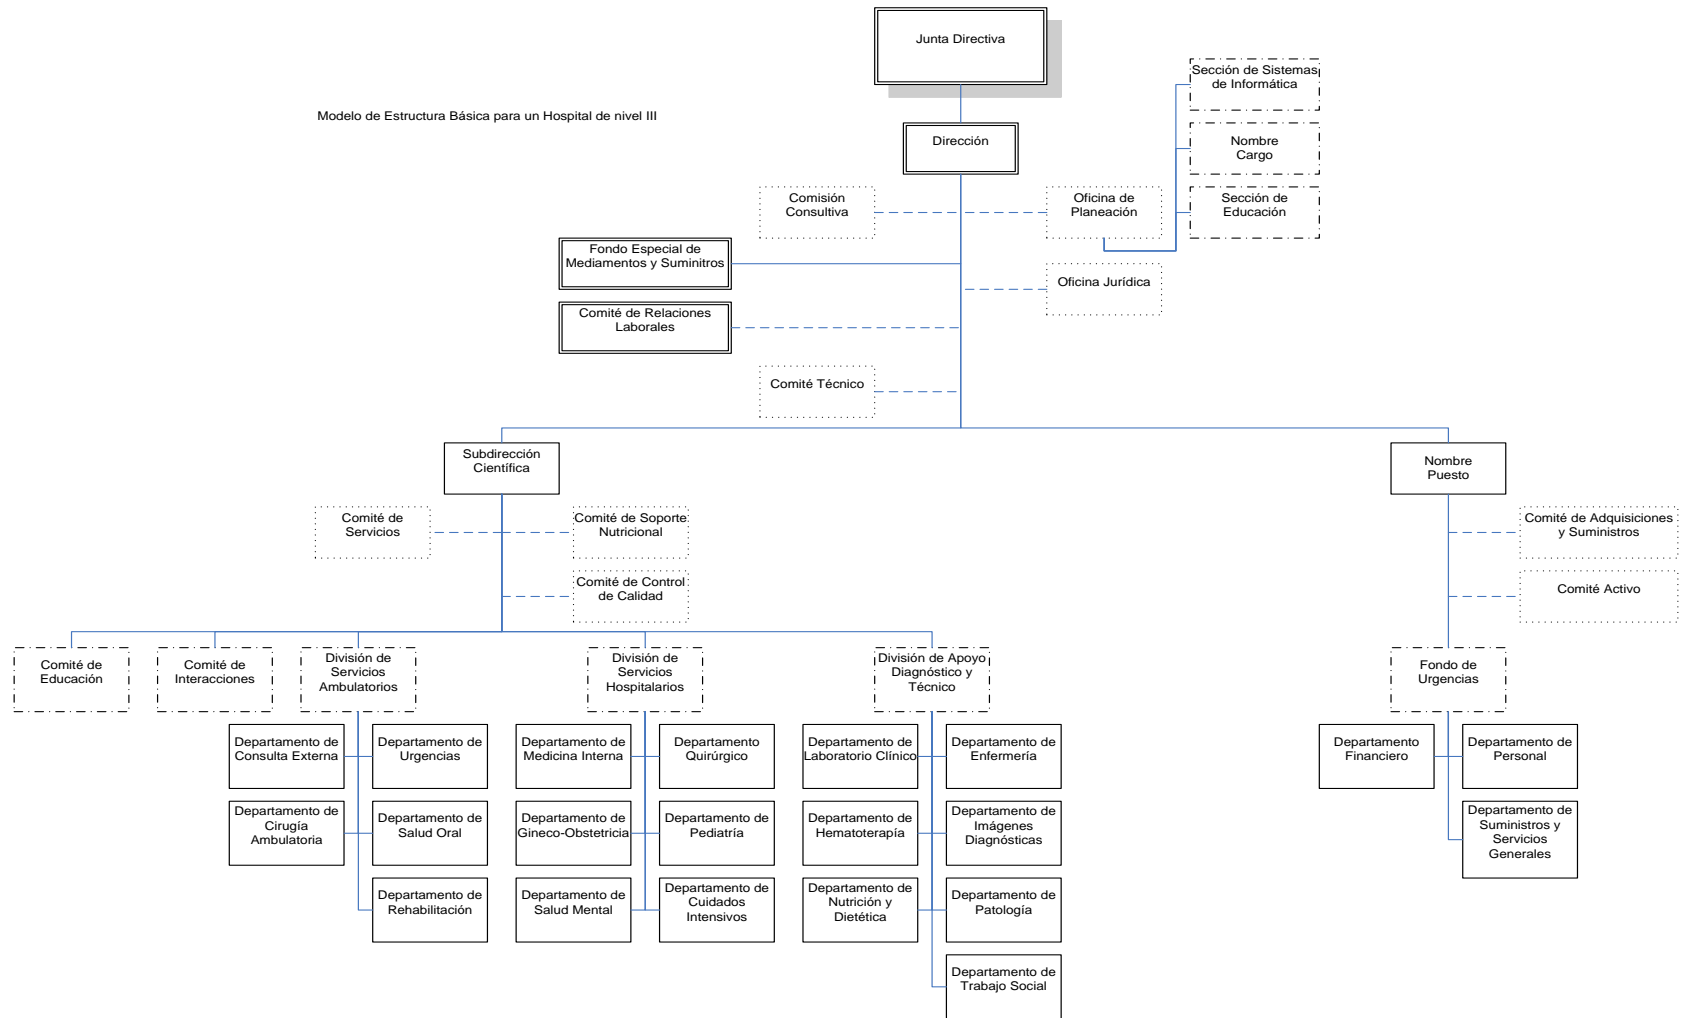 Junta Directiva
Sección de Sistemas
de Informática
Modelo de Estructura Básica para un Hospital de nivel III
Dirección
Nombre
Cargo
Comisión
Consultiva
Oficina de
Planeación
Sección de
Educación
Fondo Especial de
Mediamentos y Suminitros
Oficina Jurídica
Comité de Relaciones
Laborales
Comité Técnico
Subdirección
Científica
Nombre
Puesto
Comité de
Servicios
Comité de Soporte
Nutricional
Comité de Adquisiciones
y Suministros
Comité de Control
de Calidad
Comité Activo
Comité de
Educación
Comité de
Interacciones
División de
Servicios
Ambulatorios
División de
Servicios
Hospitalarios
División de Apoyo
Diagnóstico y
Técnico
Fondo de
Urgencias
Departamento de
Consulta Externa
Departamento de
Urgencias
Departamento de
Medicina Interna
Departamento
Quirúrgico
Departamento de
Laboratorio Clínico
Departamento de
Enfermería
Departamento
Financiero
Departamento de
Personal
Departamento de
Cirugía
Ambulatoria
Departamento de
Salud Oral
Departamento de
Gineco-Obstetricia
Departamento de
Pediatría
Departamento de
Hematoterapía
Departamento de
Imágenes
Diagnósticas
Departamento de
Suministros y
Servicios
Generales
Departamento de
Rehabilitación
Departamento de
Salud Mental
Departamento de
Cuidados
Intensivos
Departamento de
Nutrición y
Dietética
Departamento de
Patología
Departamento de
Trabajo Social